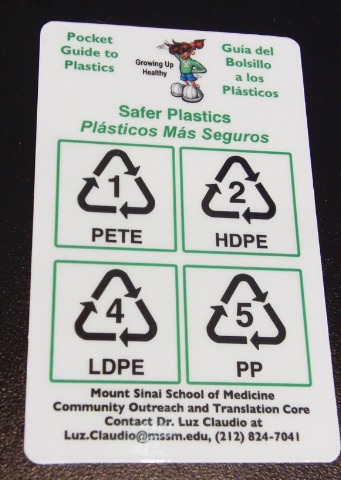 Pocket
Guide to
Plastics
Growing Up
Healthy
Guía del
Bolsillo
a los
Plásticos
Safer Plastics
Plásticos Más Seguros
1
PETE
2
HDPE
4
LDPE
5
PP
Mount Sinai School of Medicine
Community Outreach and Translation Core
Contact Dr. Luz Claudio at
Luz.Claudio@mssm.edu, (212) 824-7041